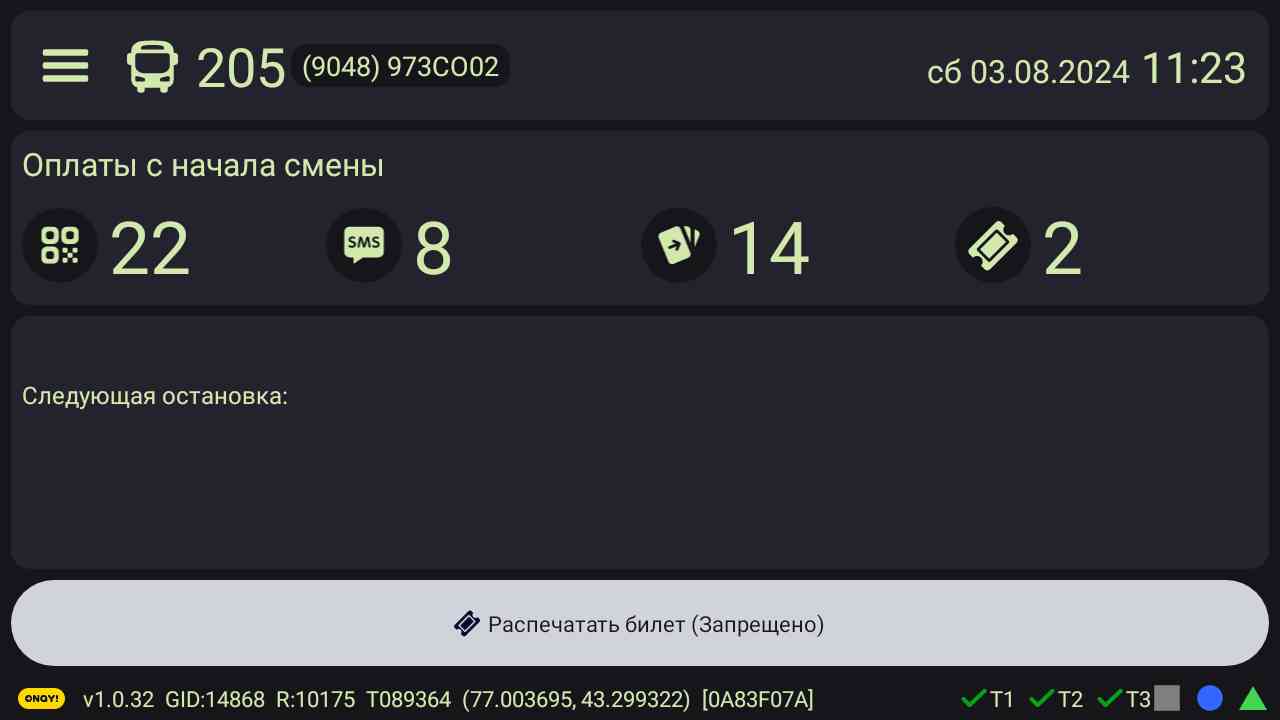 205 (9048) 973CO02 сб 03.08.2024 11:23
Оплаты с начала смены
22 SMS 8 14 2
Следующая остановка:
Распечатать билет (Запрещено)
ONAY! v1.0.32 GID:14868 R:10175 T089364 (77.003695, 43.299322) [0A83F07A] T1 T2 T3